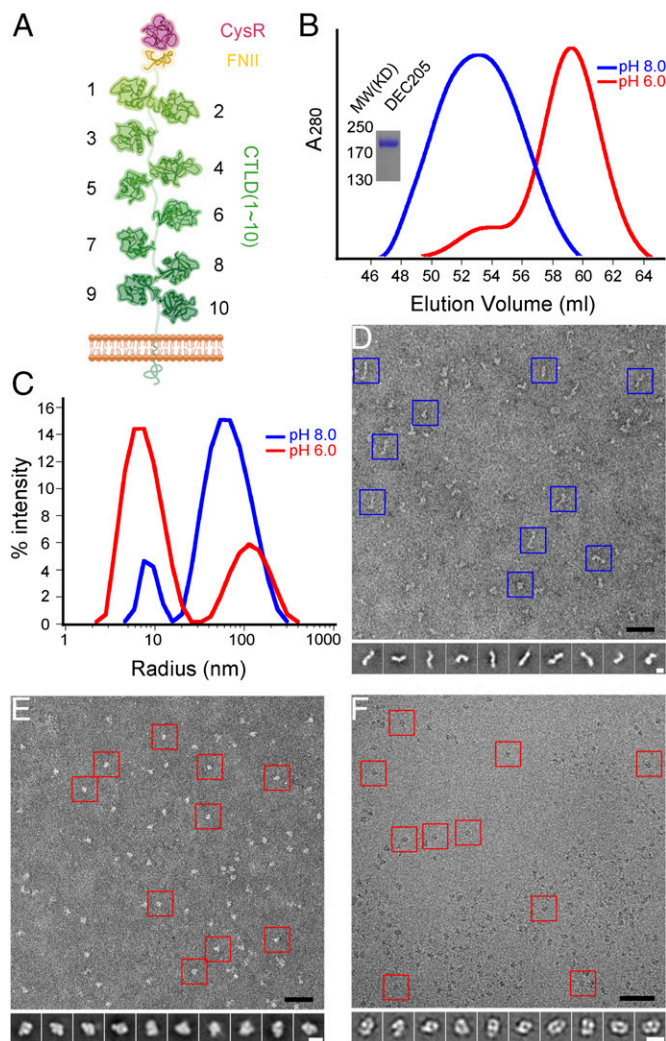 A
CysR
FNII
1
2
3
4
5
6
7
8
9
10
CTLD(1~10)
B
pH 8.0
pH 6.0
MW(KD)
DEC205
250
170
130
A280
46 48 50 52 54 56 58 60 62 64
Elution Volume (ml)
C
16
14
12
10
8
6
4
2
0
% intensity
pH 8.0
pH 6.0
1 10 100 1000
Radius (nm)
D
E
F